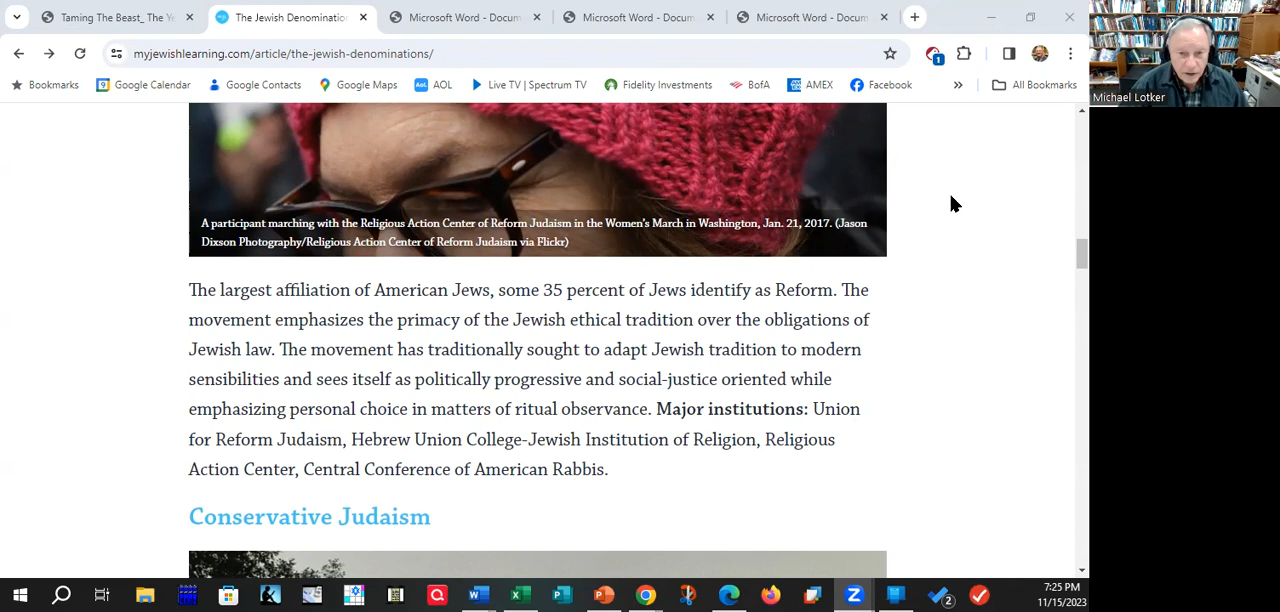 Taming The Beast_ The Ye
The Jewish Denomination
Microsoft Word - Docum
Microsoft Word - Docum
Microsoft Word - Docum
myjewishlearning.com/article/the-jewish-denominations/
1
Bookmarks
Google Calendar
Google Contacts
Google Maps
AOL
Live TV | Spectrum TV
Fidelity Investments
BofA
AMEX
Facebook
All Bookmarks
Michael Lotker
A participant marching with the Religious Action Center of Reform Judaism in the Women's March in Washington, Jan. 21, 2017. (Jason
Dixson Photography/Religious Action Center of Reform Judaism via Flickr)
The largest affiliation of American Jews, some 35 percent of Jews identify as Reform. The
movement emphasizes the primacy of the Jewish ethical tradition over the obligations of
Jewish law. The movement has traditionally sought to adapt Jewish tradition to modern
sensibilities and sees itself as politically progressive and social-justice oriented while
emphasizing personal choice in matters of ritual observance. Major institutions: Union
for Reform Judaism, Hebrew Union College-Jewish Institution of Religion, Religious
Action Center, Central Conference of American Rabbis.
Conservative Judaism
2
7:25 PM
11/15/2023